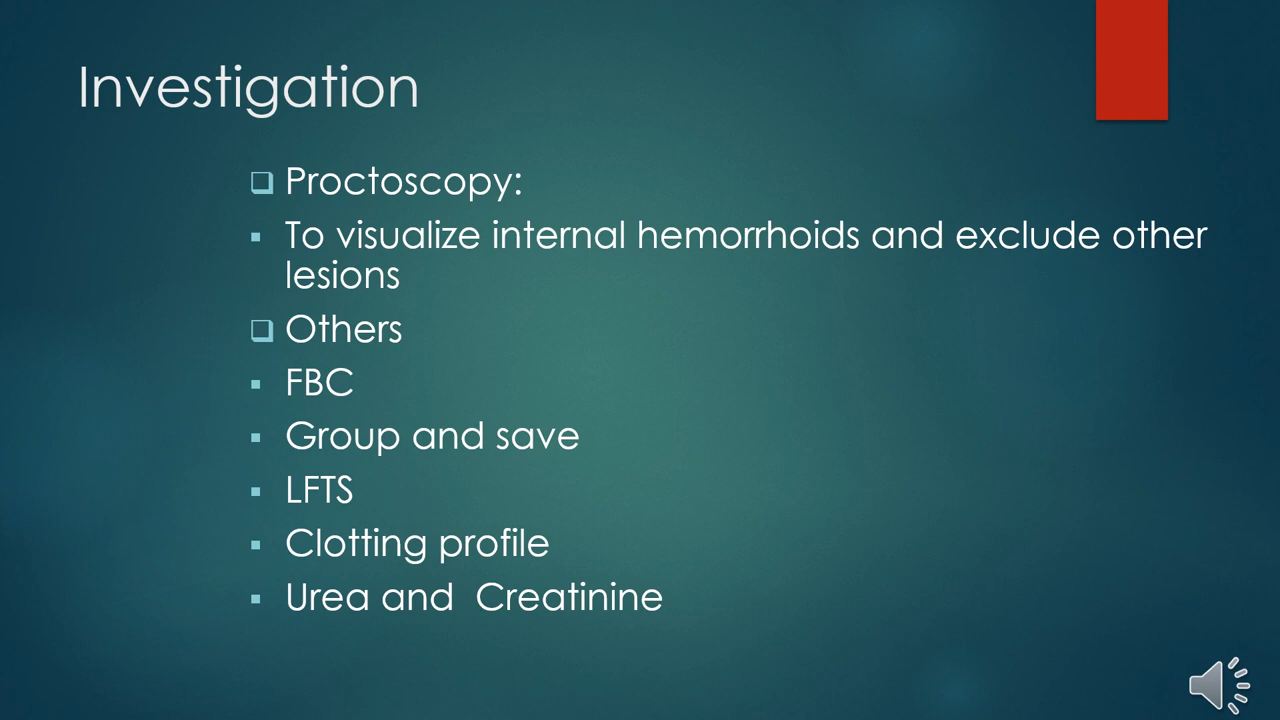 Investigation
Proctoscopy:
To visualize internal hemorrhoids and exclude other
lesions
Others
FBC
Group and save
LFTS
Clotting profile
Urea and  Creatinine